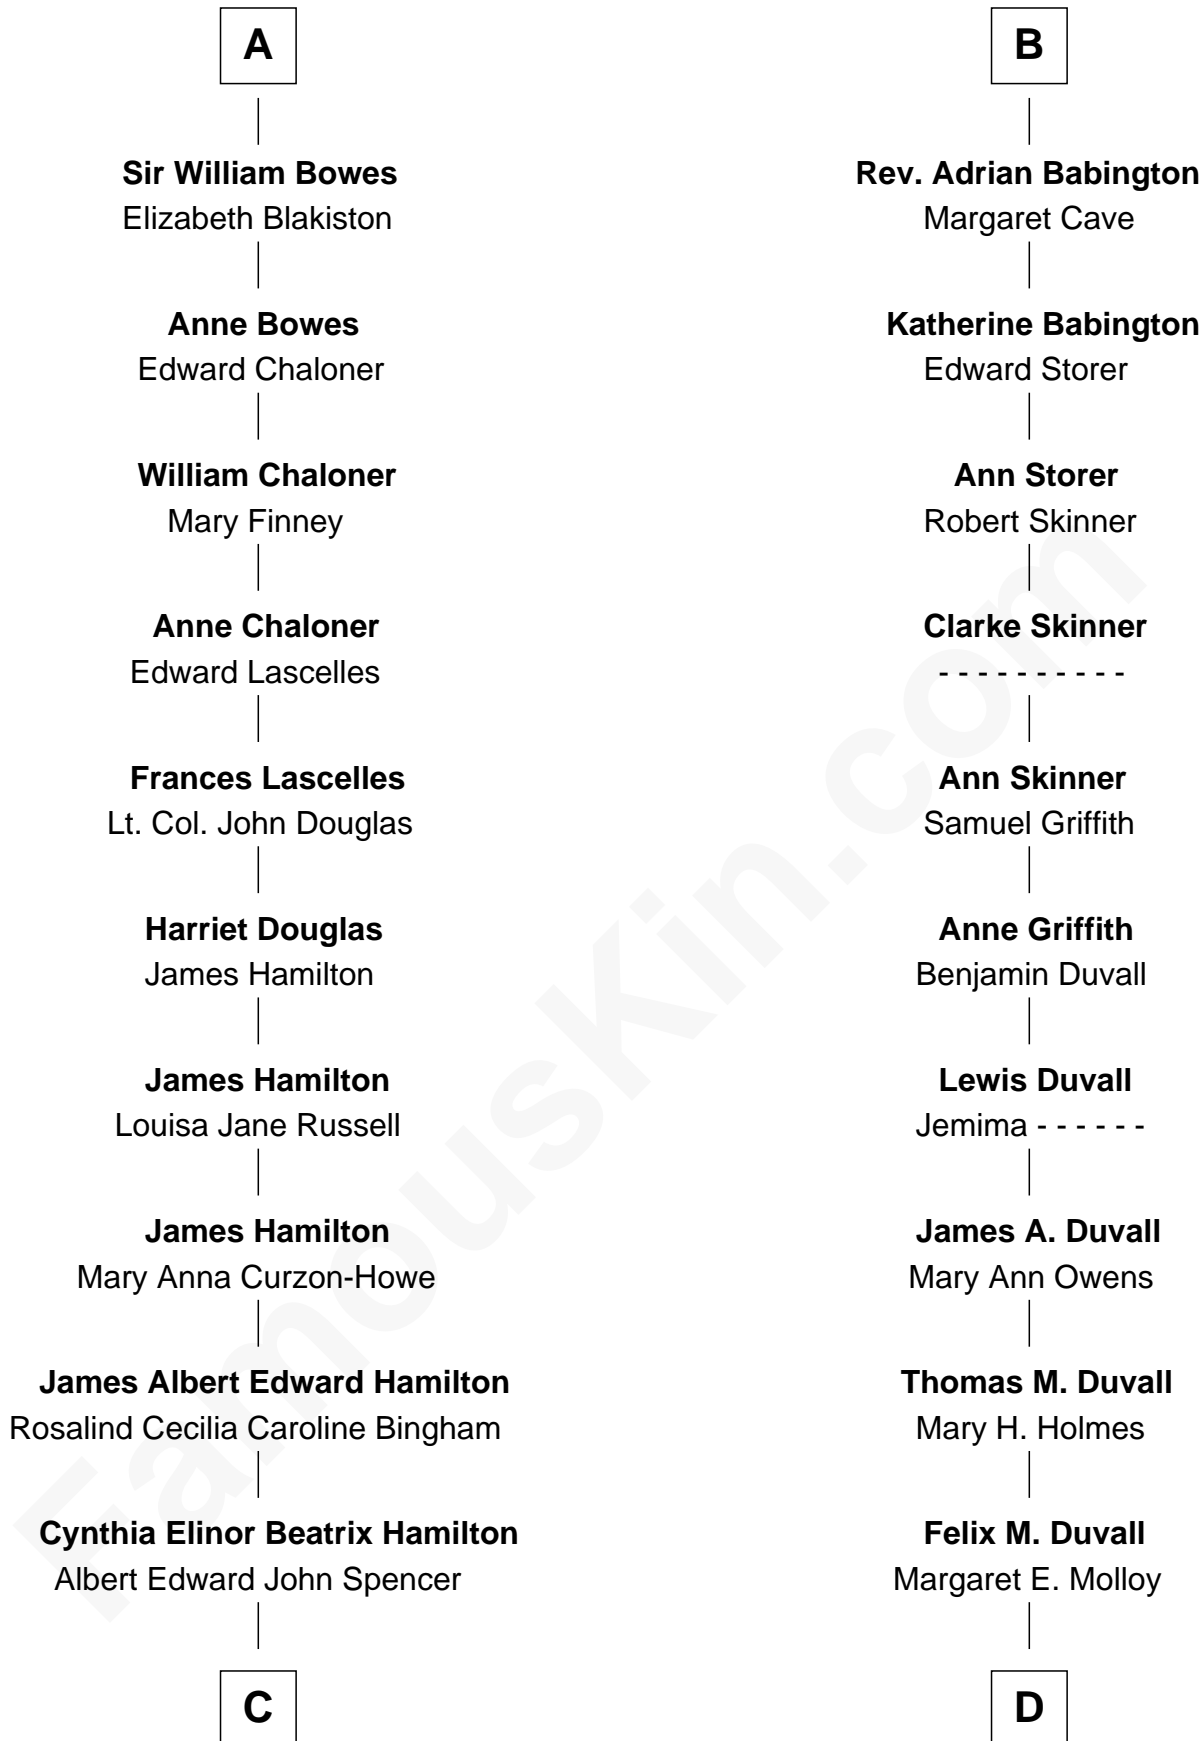 A
Sir William Bowes
Elizabeth Blakiston
Anne Bowes
Edward Chaloner
William Chaloner
Mary Finney
Anne Chaloner
Edward Lascelles
Frances Lascelles
Lt. Col. John Douglas
Harriet Douglas
James Hamilton
James Hamilton
Louisa Jane Russell
James Hamilton
Mary Anna Curzon-Howe
James Albert Edward Hamilton
Rosalind Cecilia Caroline Bingham
Cynthia Elinor Beatrix Hamilton
Albert Edward John Spencer
C
B
Rev. Adrian Babington
Margaret Cave
Katherine Babington
Edward Storer
Ann Storer
Robert Skinner
Clarke Skinner
- - - - - - - - - -
Ann Skinner
Samuel Griffith
Anne Griffith
Benjamin Duvall
Lewis Duvall
Jemima - - - - - -
James A. Duvall
Mary Ann Owens
Thomas M. Duvall
Mary H. Holmes
Felix M. Duvall
Margaret E. Molloy
D
FamousKin.com